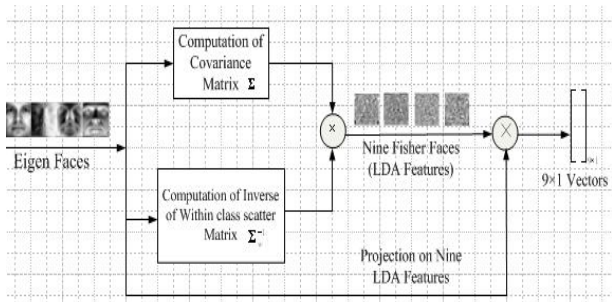 Computation of
Covariance
Matrix Σ
Eigen Faces
×
Nine Fisher Faces
(LDA Features)
×
9×1 Vectors
Computation of Inverse
of Within class scatter
Matrix Σ
Projection on Nine
LDA Features